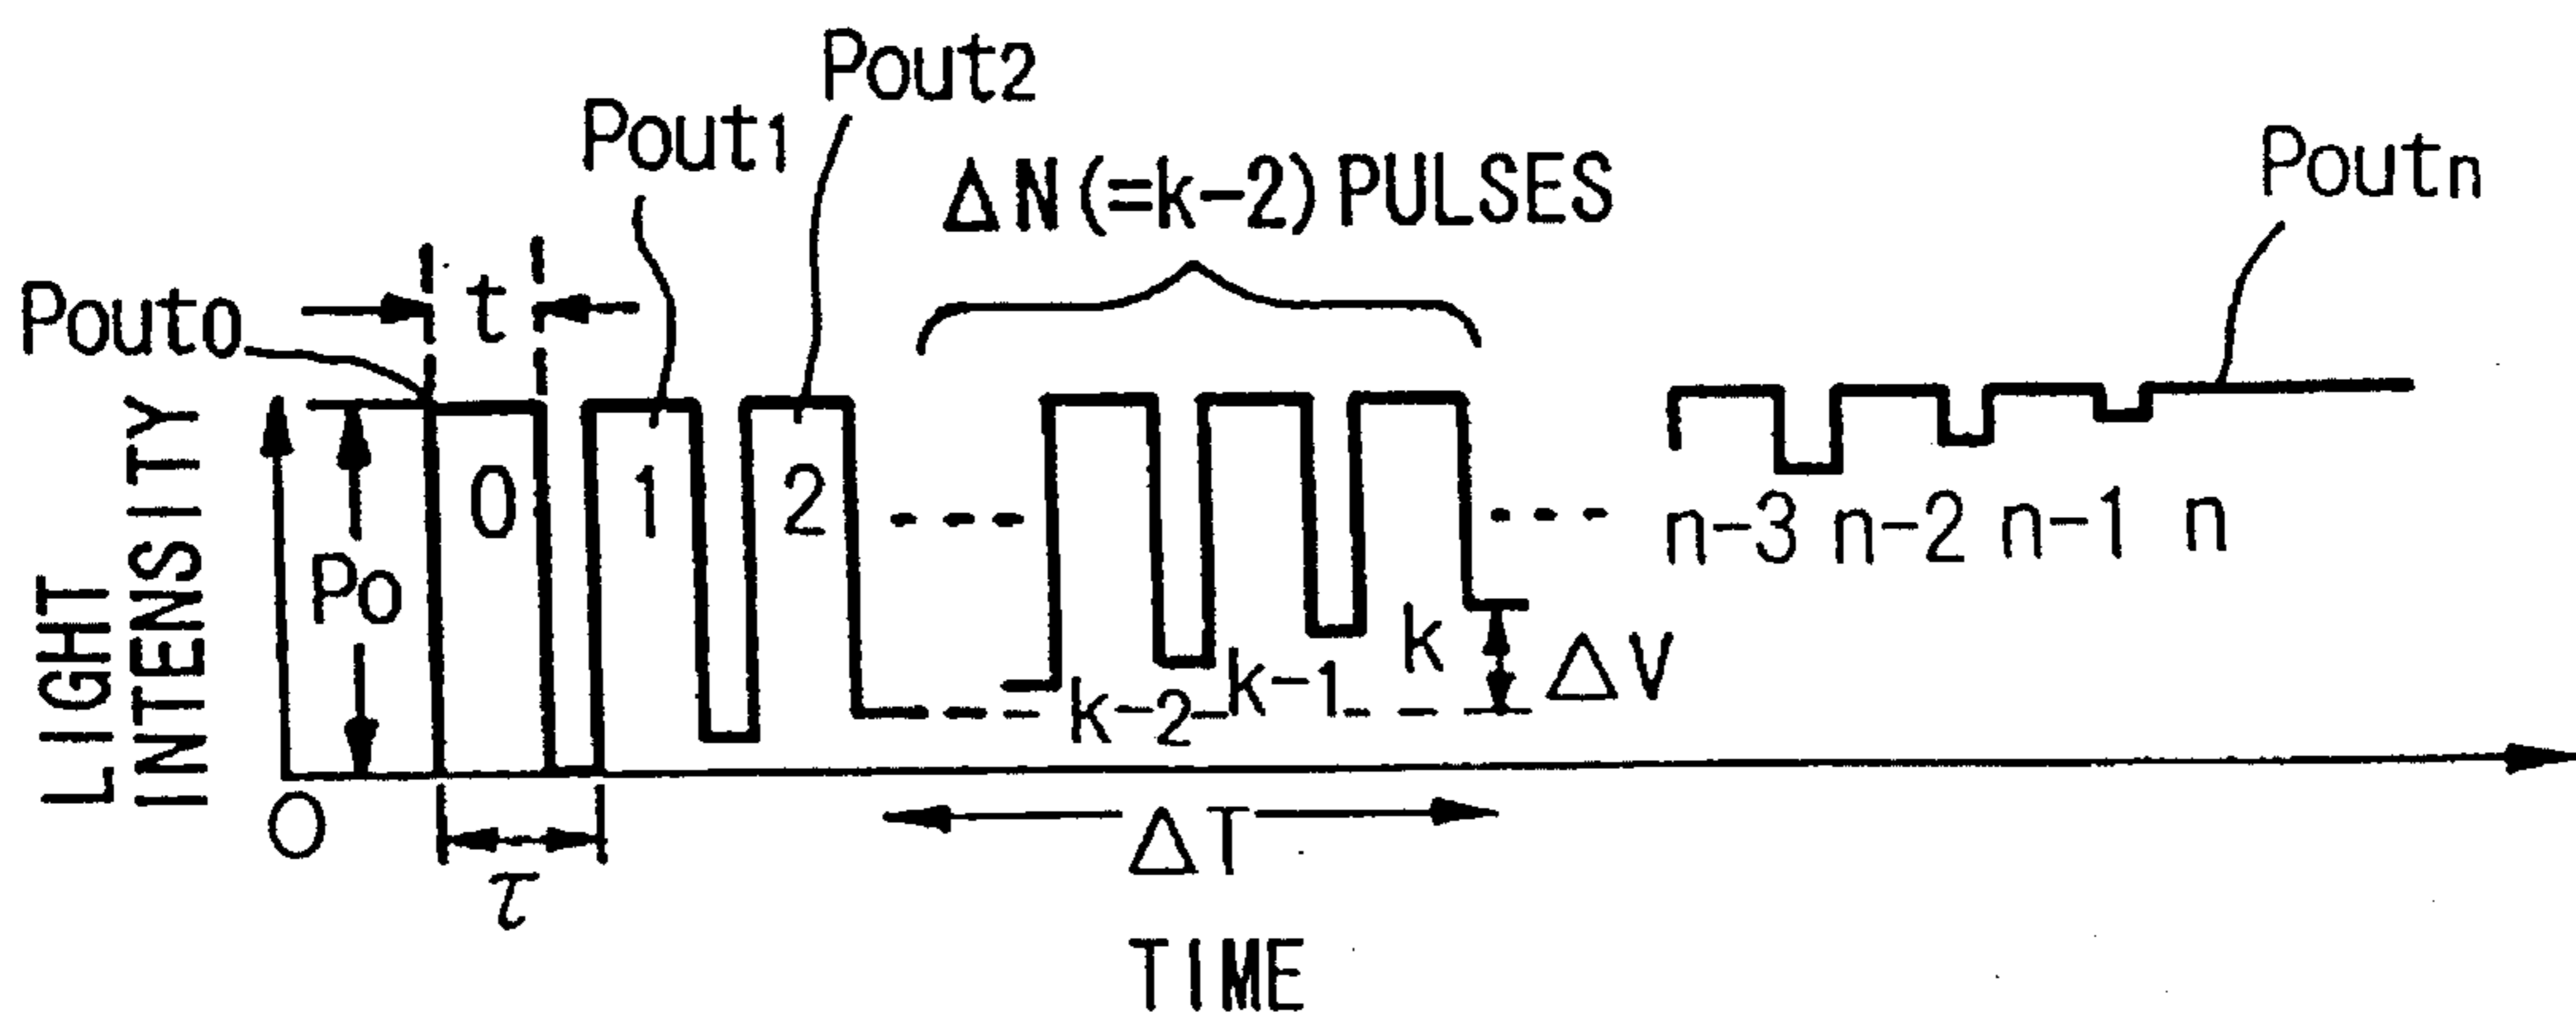 Pout2
Pout1
ΔN(=k-2)PULSES
Poutn
Pout0
t
LIGHT
INTENSITY
Po
0
1
2
n-3
n-2
n-1
n
k-2
k-1
k
ΔV
O
τ
ΔT
TIME